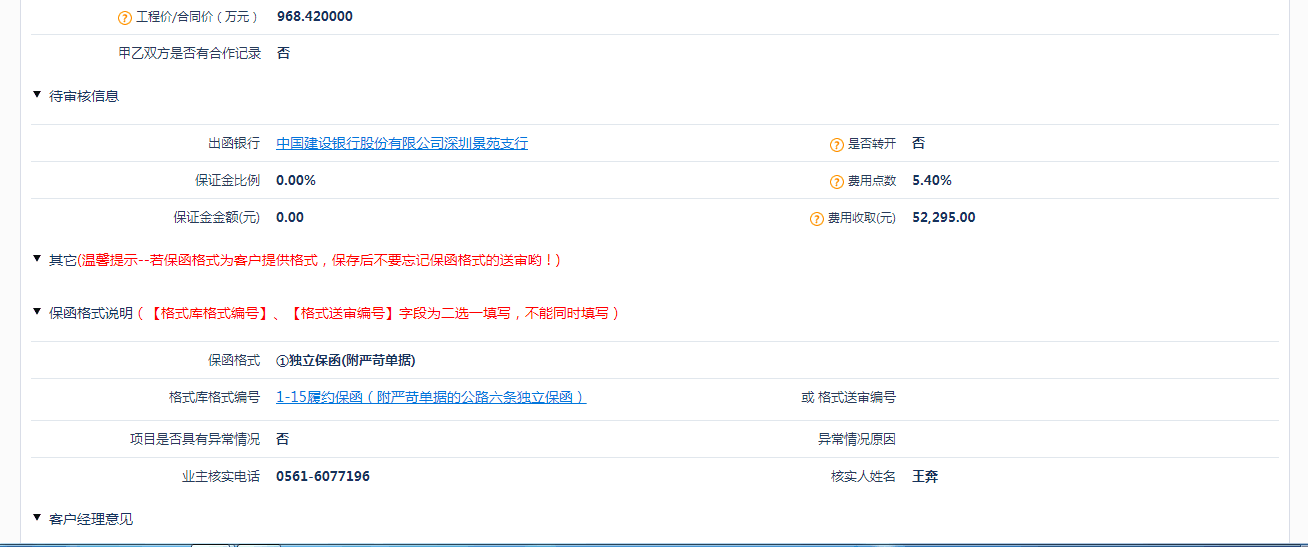 工程价/合同价（万元） 968.420000
甲乙双方是否有合作记录 否
待审核信息
出函银行 中国建设银行股份有限公司深圳景苑支行 是否转开 否
保证金比例 0.00% 费用点数 5.40%
保证金金额(元) 0.00 费用收取(元) 52,295.00
其它(温馨提示--若保函格式为客户提供格式，保存后不要忘记保函格式的送审哟！)
保函格式说明（【格式库格式编号】、【格式送审编号】字段为二选一填写，不能同时填写）
保函格式 ①独立保函(附严苛单据)
格式库格式编号 1-15履约保函（附严苛单据的公路六条独立保函） 或 格式送审编号
项目是否具有异常情况 否 异常情况原因
业主核实电话 0561-6077196 核实人姓名 王奔
客户经理意见